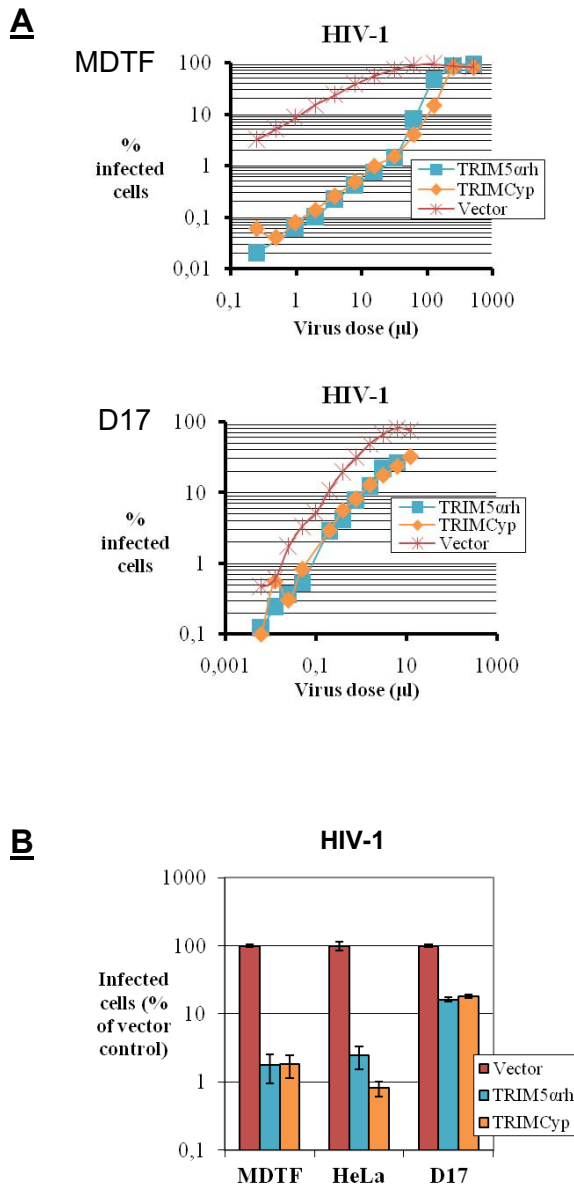 A
MDTF
HIV-1
100
10
1
0,1
0,01
%
infected
cells
TRIM5αrh
TRIMCyp
Vector
0,1 1 10 100 1000
Virus dose (µl)
D17
HIV-1
100
10
1
0,1
%
infected
cells
TRIM5αrh
TRIMCyp
Vector
0,001 0,1 10 1000
Virus dose (µl)
B
HIV-1
1000
100
10
1
0,1
Infected
cells (%
of vector
control)
Vector
TRIM5αrh
TRIMCyp
MDTF HeLa D17